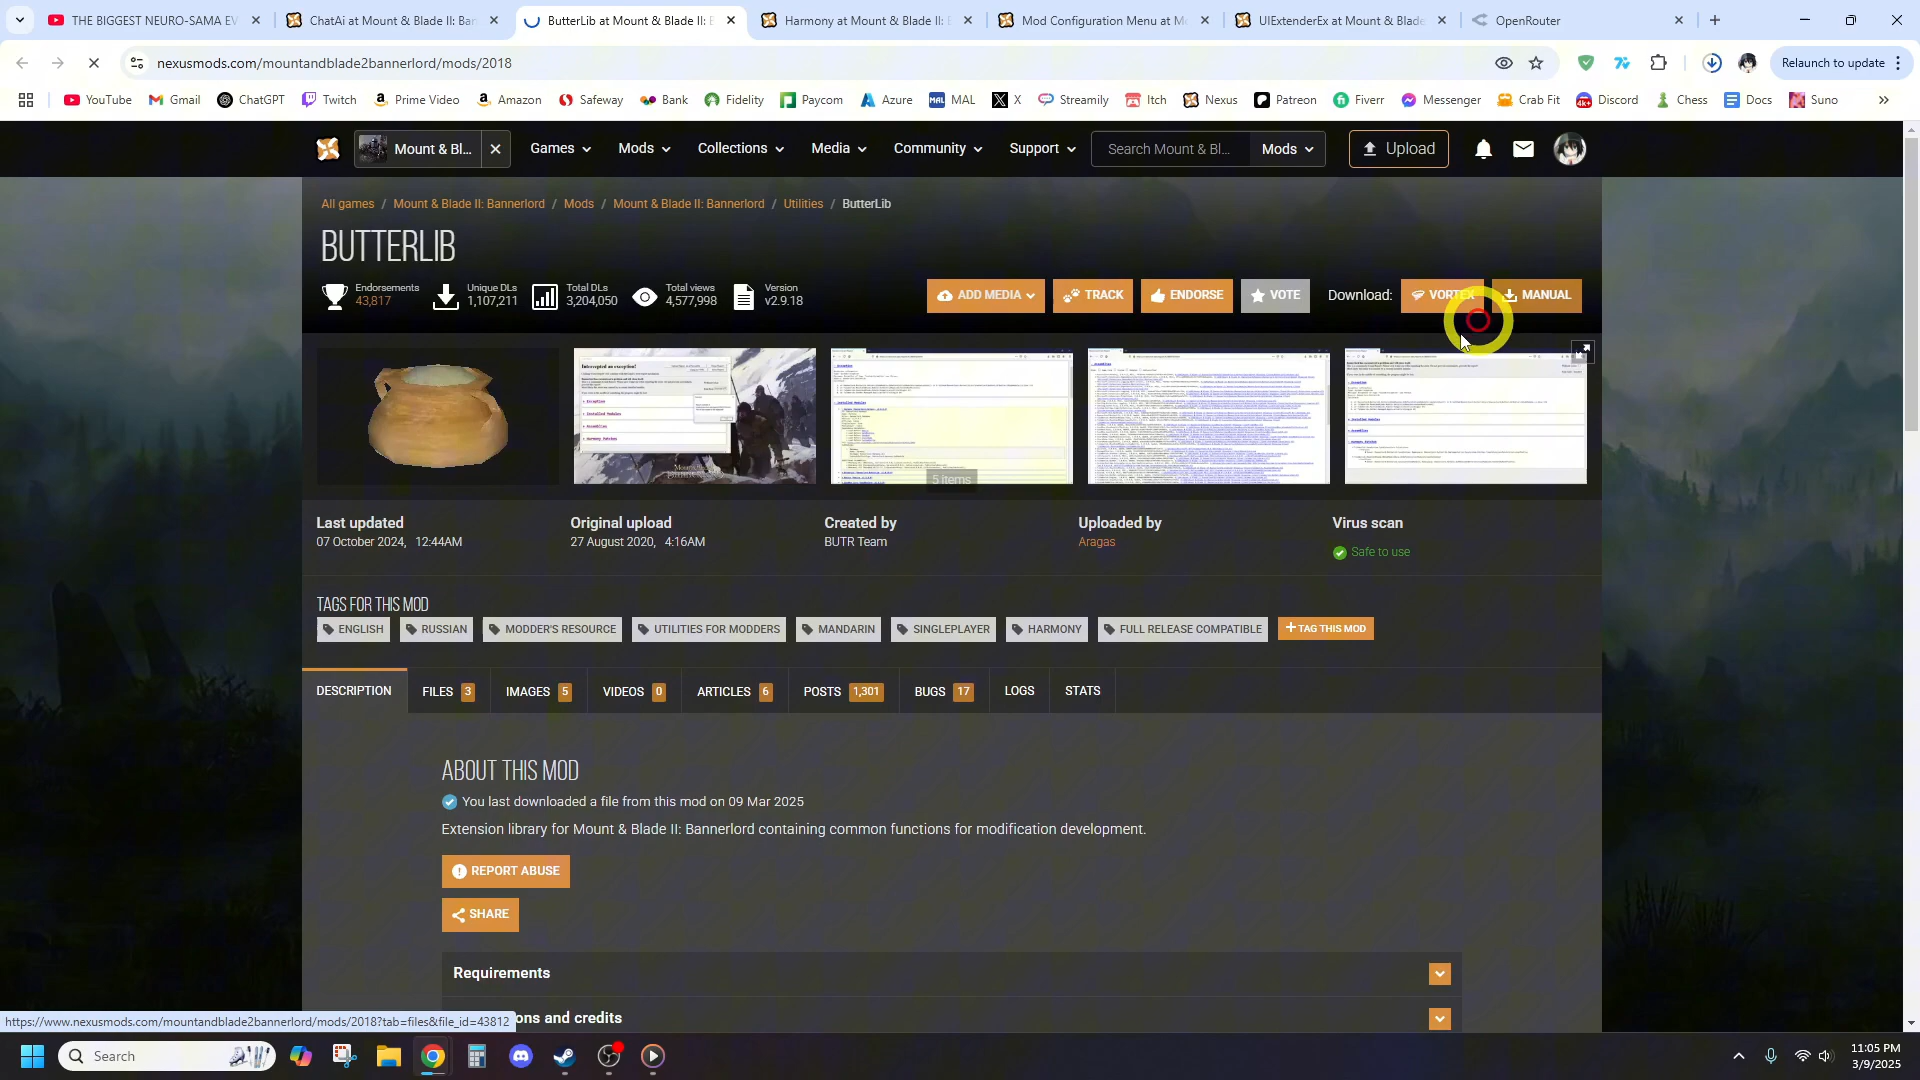 THE BIGGEST NEURO-SAMA EV
ChatAi at Mount & Blade II: Ban
ButterLib at Mount & Blade II: B
Harmony at Mount & Blade II: B
Mod Configuration Menu at M
UIExtenderEx at Mount & Blade
OpenRouter
nexusmods.com/mountandblade2bannerlord/mods/2018
Relaunch to update
YouTube
Gmail
ChatGPT
Twitch
Prime Video
Amazon
Safeway
Bank
Fidelity
Paycom
Azure
MAL
X
Streamily
Itch
Nexus
Patreon
Fiverr
Messenger
Crab Fit
Discord
Chess
Docs
Suno
Mount & Bl...
Games
Mods
Collections
Media
Community
Support
Search Mount & Bl...
Mods
Upload
All games / Mount & Blade II: Bannerlord / Mods / Mount & Blade II: Bannerlord / Utilities / ButterLib
BUTTERLIB
Endorsements
43,817
Unique DLs
1,107,211
Total DLs
3,204,050
Total views
4,577,998
Version
v2.9.18
ADD MEDIA
TRACK
ENDORSE
VOTE
Download:
VORTEX
MANUAL
Intercepted an exception!
5 items
Last updated
07 October 2024, 12:44AM
Original upload
27 August 2020, 4:16AM
Created by
BUTR Team
Uploaded by
Aragas
Virus scan
Safe to use
TAGS FOR THIS MOD
ENGLISH
RUSSIAN
MODDER'S RESOURCE
UTILITIES FOR MODDERS
MANDARIN
SINGLEPLAYER
HARMONY
FULL RELEASE COMPATIBLE
+ TAG THIS MOD
DESCRIPTION
FILES 3
IMAGES 5
VIDEOS 0
ARTICLES 6
POSTS 1,301
BUGS 17
LOGS
STATS
ABOUT THIS MOD
You last downloaded a file from this mod on 09 Mar 2025
Extension library for Mount & Blade II: Bannerlord containing common functions for modification development.
REPORT ABUSE
SHARE
Requirements
ons and credits
https://www.nexusmods.com/mountandblade2bannerlord/mods/2018?tab=files&file_id=43812
Search
11:05 PM
3/9/2025